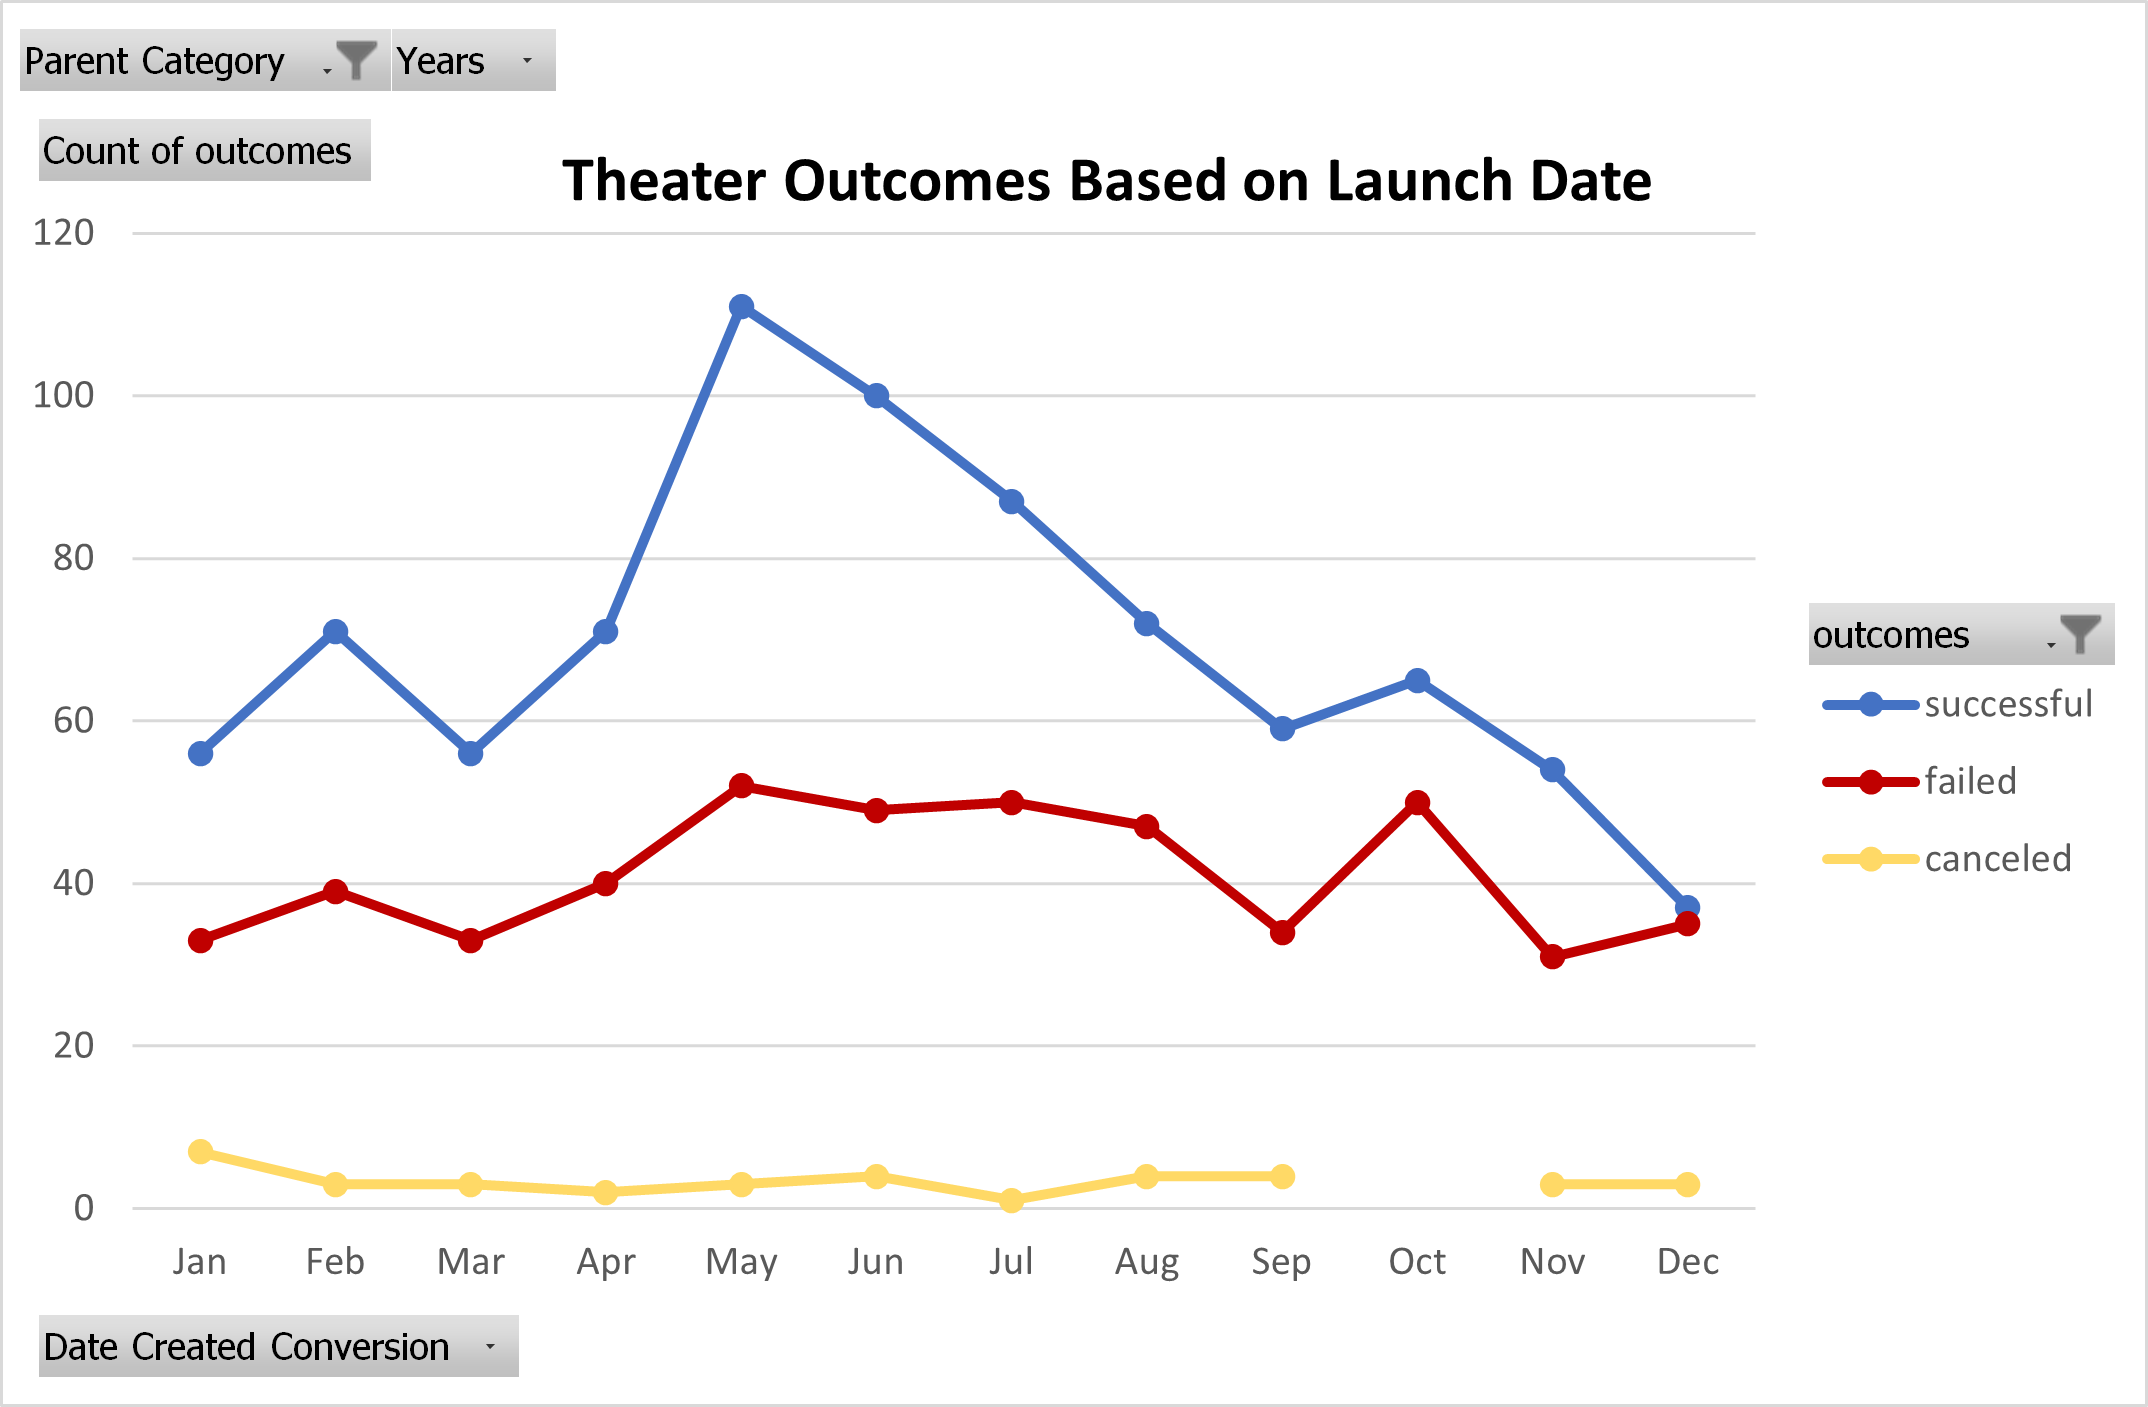 Parent Category
Years
Count of outcomes
Theater Outcomes Based on Launch Date
120
100
80
60
40
20
0
Jan Feb Mar Apr May Jun Jul Aug Sep Oct Nov Dec
outcomes
successful
failed
canceled
Date Created Conversion